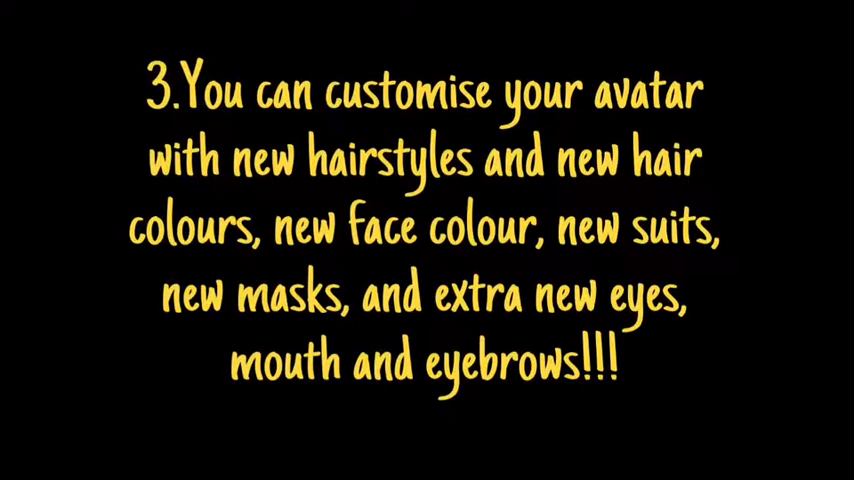 3.You can customise your avatar
with new hairstyles and new hair
colours, new face colour, new suits,
new masks, and extra new eyes,
mouth and eyebrows!!!